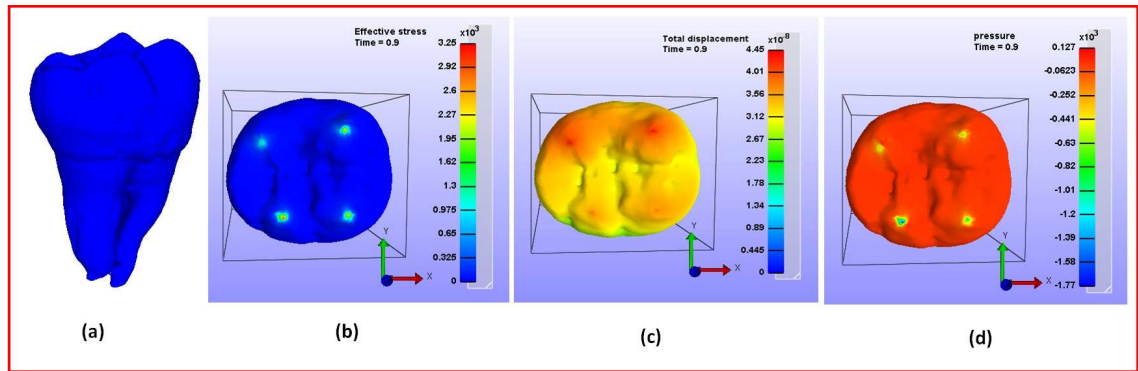 Effective stress
Time = 0.9
x10³
3.25
2.92
2.6
2.27
1.95
1.62
1.3
0.975
0.65
0.325
0
Y
X
Total displacement
Time = 0.9
x10⁻⁸
4.45
4.01
3.56
3.12
2.67
2.23
1.78
1.34
0.89
0.445
0
Y
X
pressure
Time = 0.9
x10³
0.127
-0.0623
-0.252
-0.441
-0.63
-0.82
-1.01
-1.2
-1.39
-1.58
-1.77
Y
X
(a)
(b)
(c)
(d)